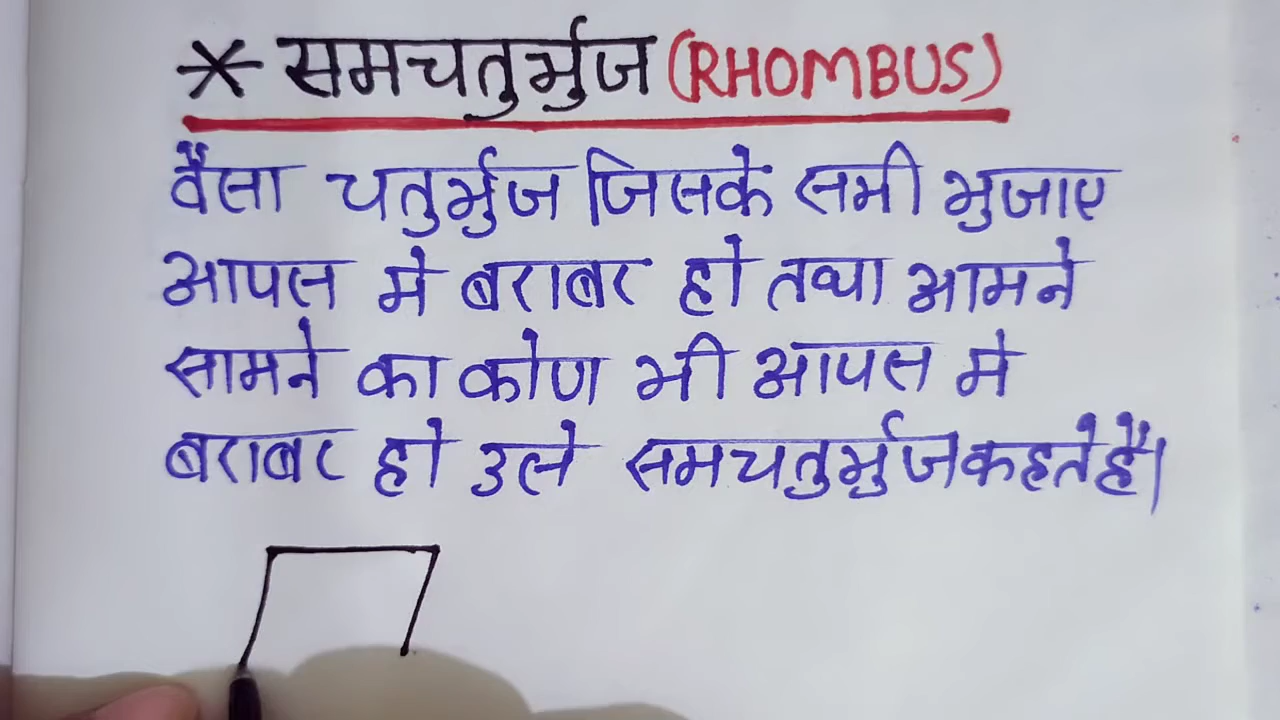 * समचतुर्भुज (RHOMBUS)
वैसा चतुर्भुज जिसके सभी भुजाए
आपस मे बराबर हो तथा आमने
सामने का कोण भी आपस मे
बराबर हो उसे समचतुर्भुज कहते हैं।